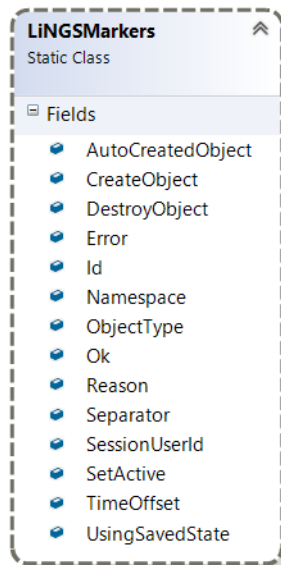 LiNGSMarkers
Static Class
Fields
AutoCreatedObject
CreateObject
DestroyObject
Error
Id
Namespace
ObjectType
Ok
Reason
Separator
SessionUserId
SetActive
TimeOffset
UsingSavedState